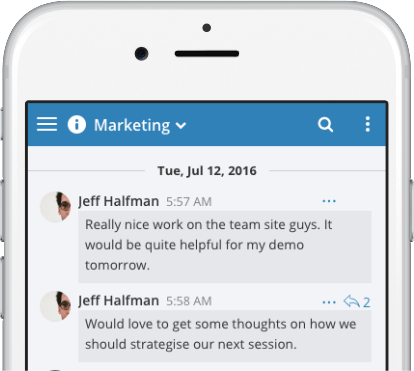 Marketing
Tue, Jul 12, 2016
Jeff Halfman 5:57 AM
Really nice work on the team site guys. It
would be quite helpful for my demo
tomorrow.
Jeff Halfman 5:58 AM 2
Would love to get some thoughts on how we
should strategise our next session.